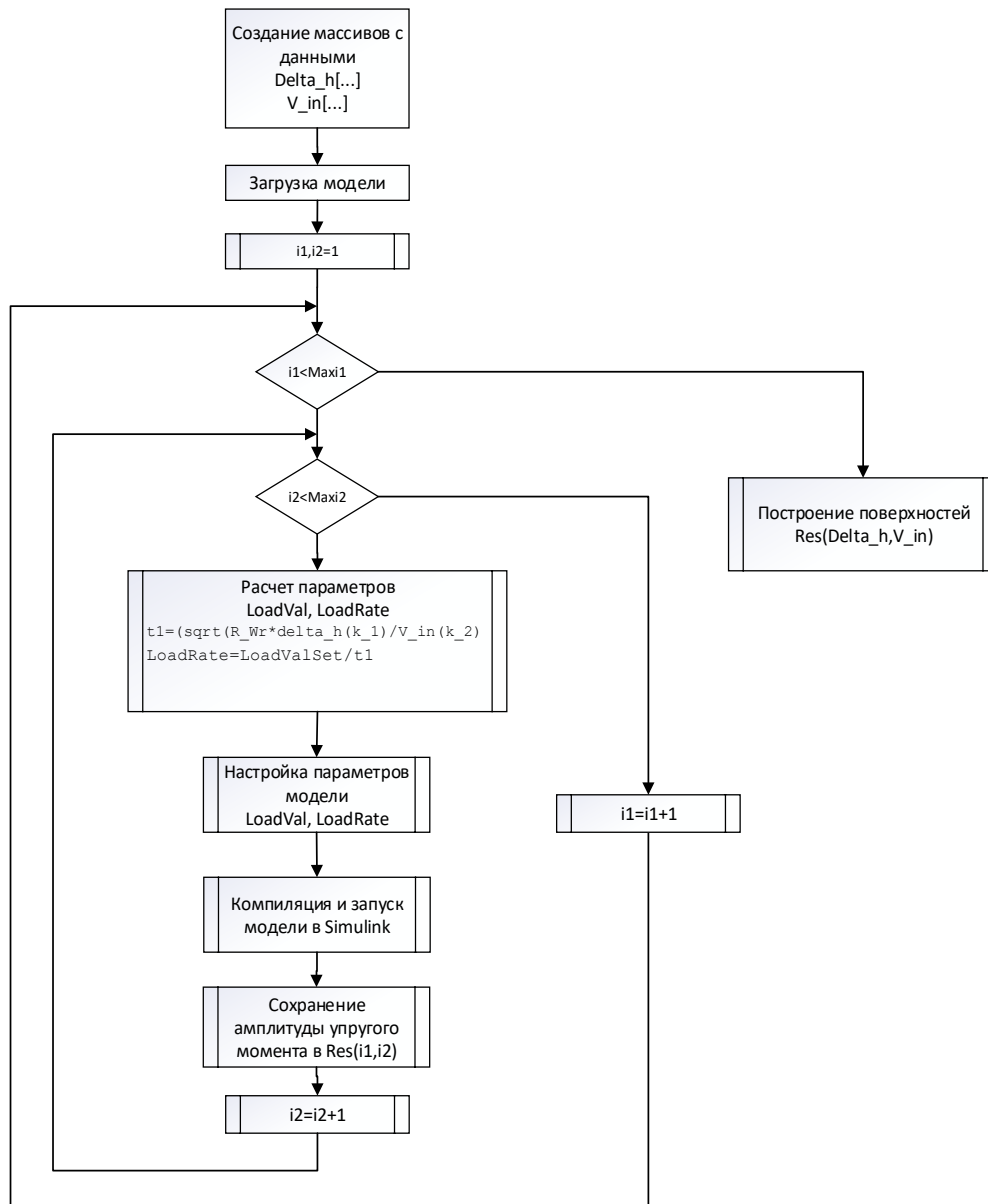 Создание массивов с
данными
Delta_h[...]
V_in[...]
Загрузка модели
i1,i2=1
i1<Maxi1
i2<Maxi2
Построение поверхностей
Res(Delta_h,V_in)
Расчет параметров
LoadVal, LoadRate
t1=(sqrt(R_Wr*delta_h(k_1)/V_in(k_2)
LoadRate=LoadValSet/t1
Настройка параметров
модели
LoadVal, LoadRate
i1=i1+1
Компиляция и запуск
модели в Simulink
Сохранение
амплитуды упругого
момента в Res(i1,i2)
i2=i2+1